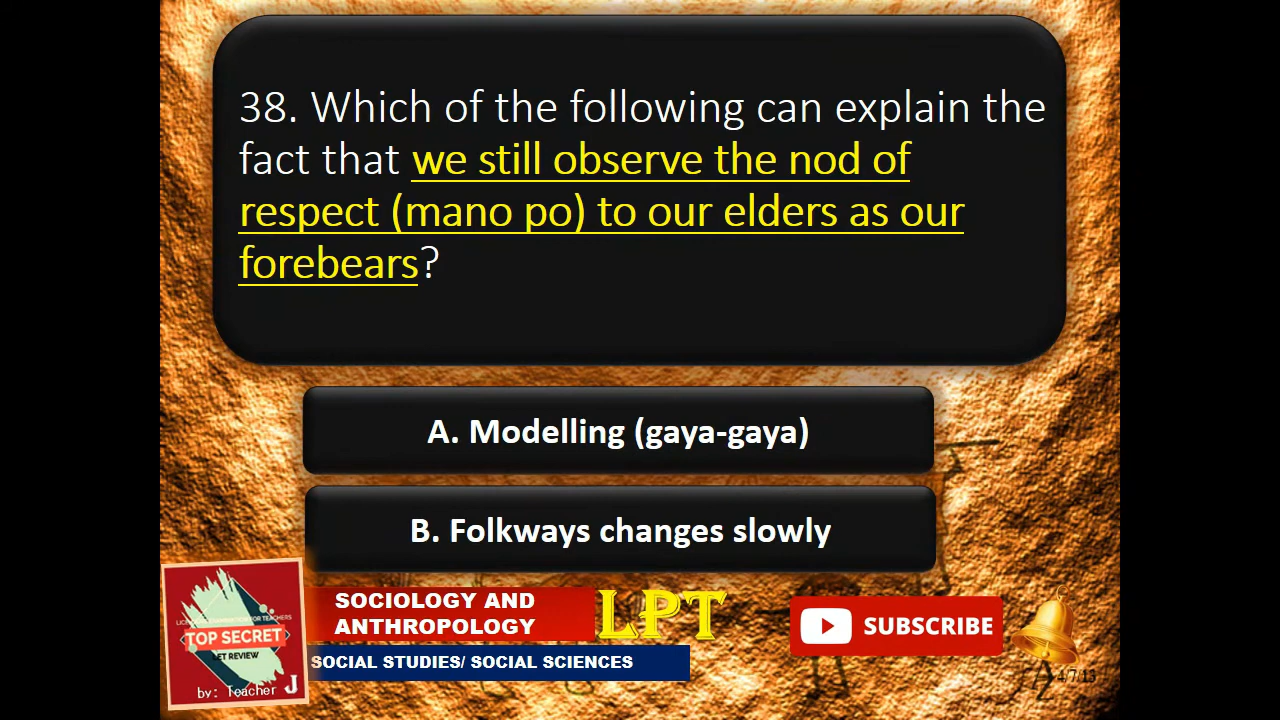 38. Which of the following can explain the
fact that we still observe the nod of
respect (mano po) to our elders as our
forebears?
A. Modelling (gaya-gaya)
B. Folkways changes slowly
SOCIOLOGY AND
ANTHROPOLOGY
LPT
SOCIAL STUDIES/ SOCIAL SCIENCES
TOP SECRET
LET REVIEW
by: Teacher J
SUBSCRIBE